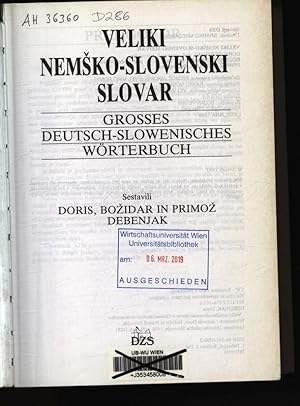 AH 36360 D286
VELIKI
NEMŠKO-SLOVENSKI
SLOVAR
GROSSES
DEUTSCH-SLOWENISCHES
WÖRTERBUCH
Sestavili
DORIS, BOŽIDAR IN PRIMOŽ
DEBENJAK
Wirtschaftsuniversität Wien
Universitätsbibliothek
am: 06. MRZ. 2019
AUSGESCHIEDEN
DZS
UB-WU WIEN
+J353458006